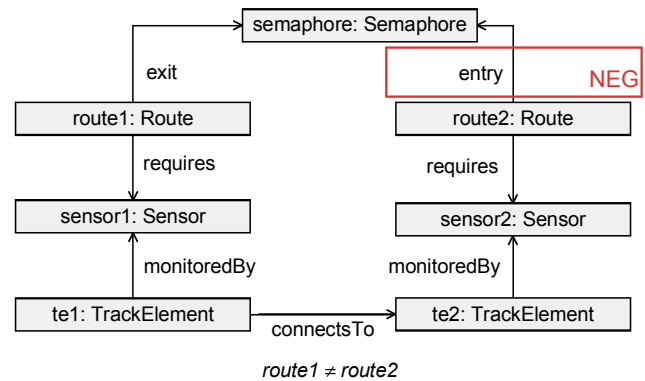 semaphore: Semaphore
exit
entry
NEG
route1: Route
route2: Route
requires
requires
sensor1: Sensor
sensor2: Sensor
monitoredBy
monitoredBy
te1: TrackElement
te2: TrackElement
connectsTo
route1 ≠ route2